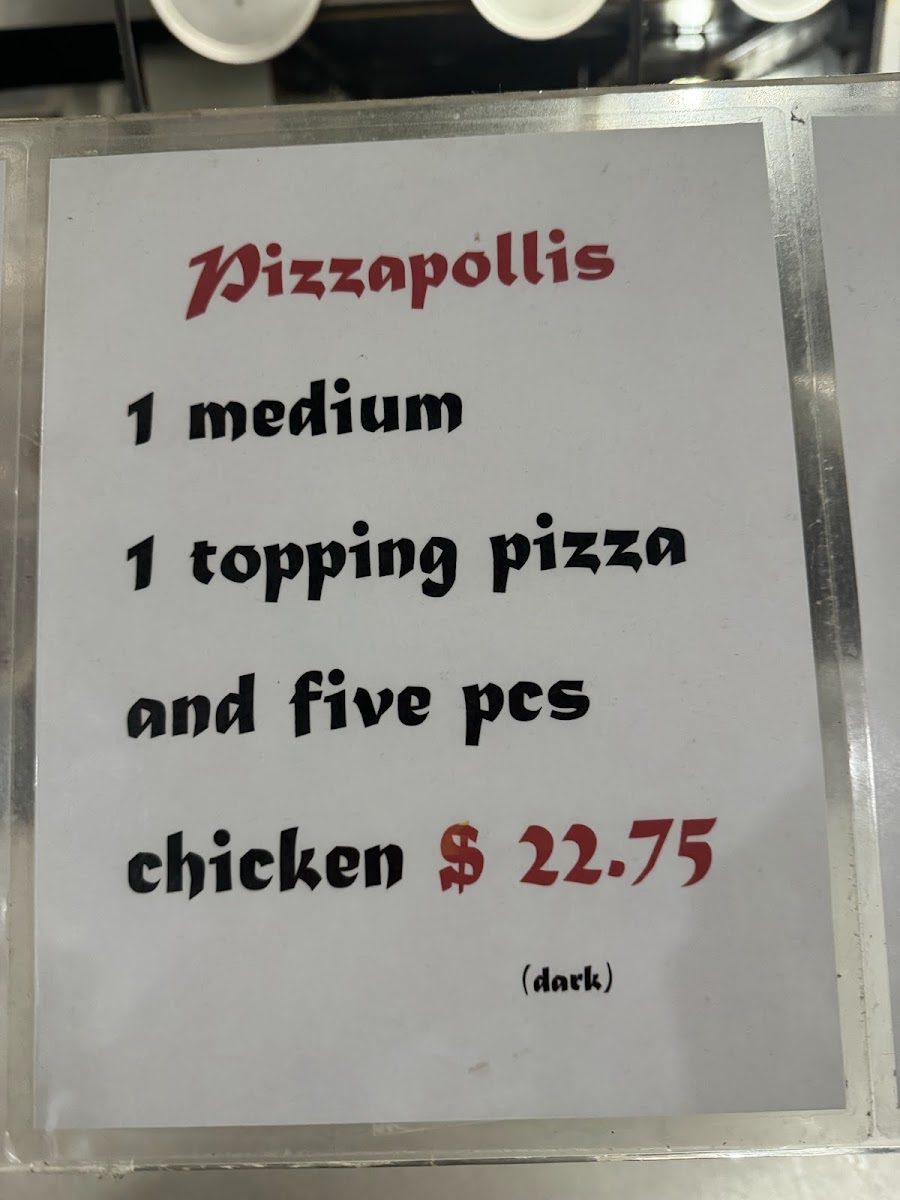 Pizzapollis
1 medium
1 topping pizza
and five pcs
chicken $ 22.75
(dark)